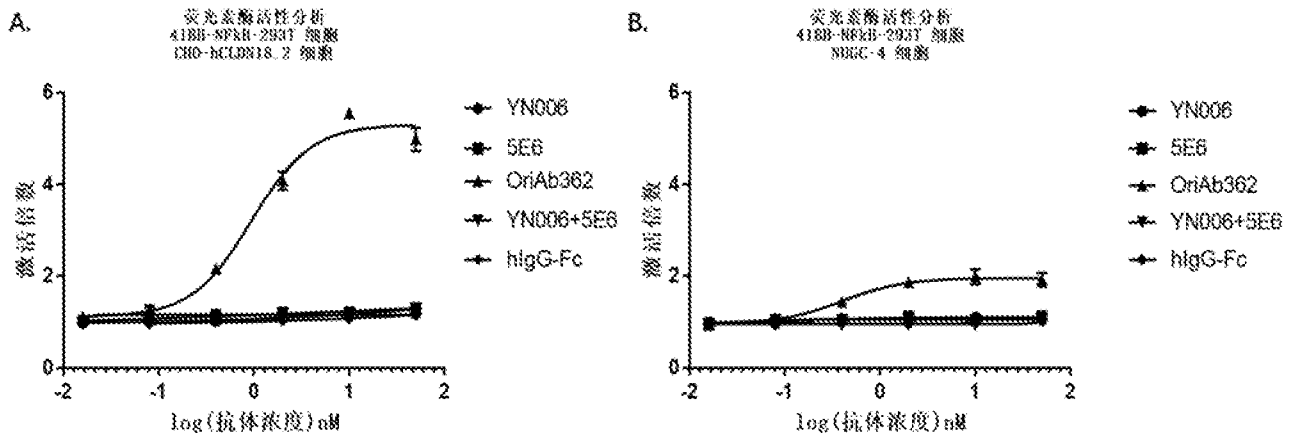 A.
荧光素酶活性分析
41BB-NFkB-293T 细胞
CHO-hCLDN18.2 细胞
6
4
2
0
激活倍数
-2
-1
0
1
2
log(抗体浓度)nM
YN006
5E6
OriAb362
YN006+5E6
hIgG-Fc
B.
荧光素酶活性分析
41BB-NFkB-293T 细胞
NUGC-4 细胞
6
4
2
0
激活倍数
-2
-1
0
1
2
log(抗体浓度)nM
YN006
5E6
OriAb362
YN006+5E6
hIgG-Fc